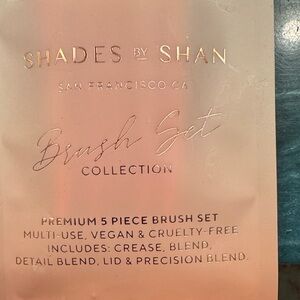 SHADES BY SHAN
SAN FRANCISCO CA
Brush Set
COLLECTION
PREMIUM 5 PIECE BRUSH SET
MULTI-USE, VEGAN & CRUELTY-FREE
INCLUDES: CREASE, BLEND,
DETAIL BLEND, LID & PRECISION BLEND.